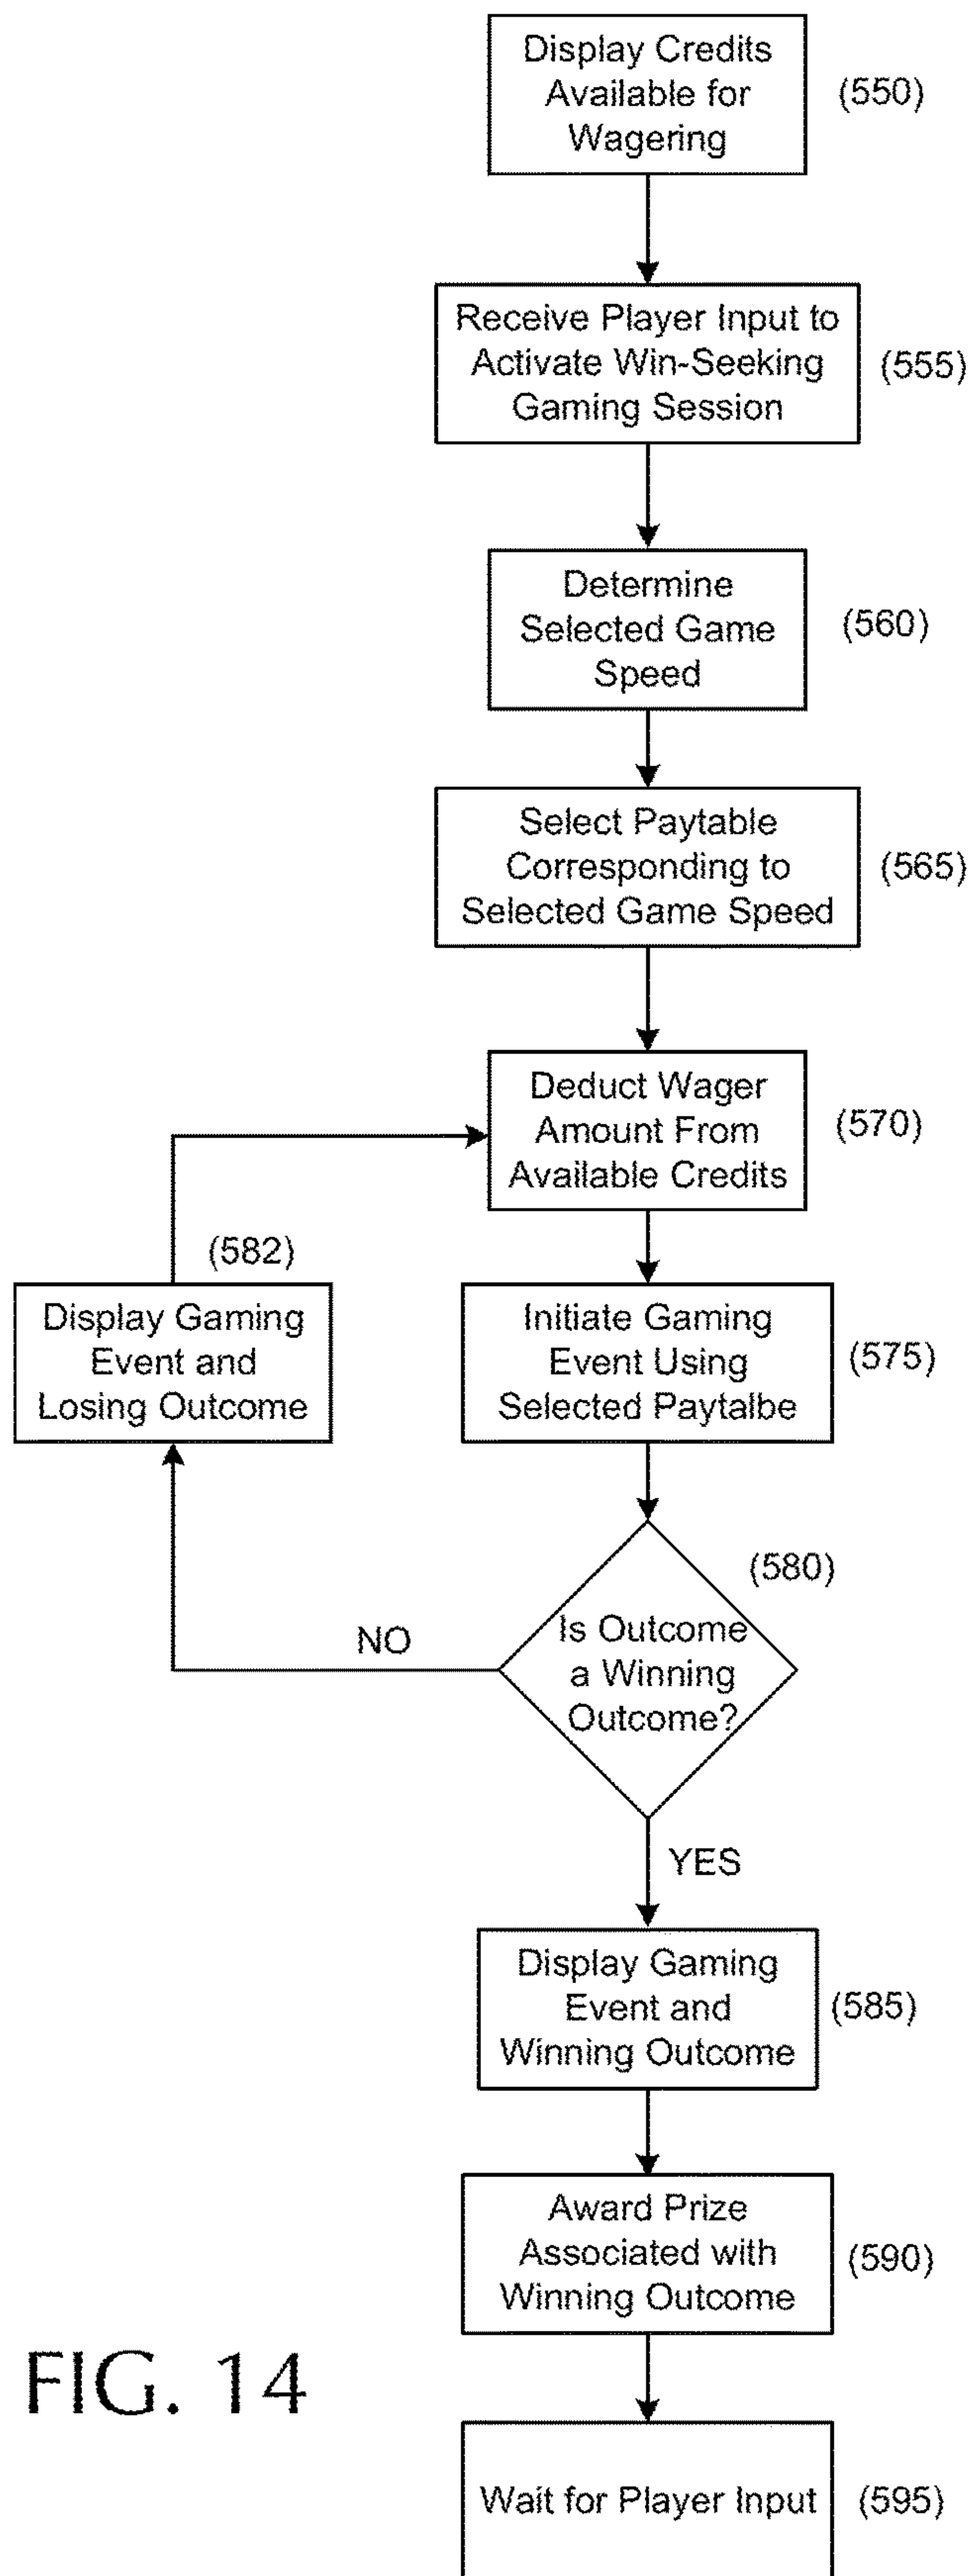 Display Credits
Available for
Wagering
(550)
Receive Player Input to
Activate Win-Seeking
Gaming Session
(555)
Determine
Selected Game
Speed
(560)
Select Paytable
Corresponding to
Selected Game Speed
(565)
Deduct Wager
Amount From
Available Credits
(570)
(582)
Display Gaming
Event and
Losing Outcome
Initiate Gaming
Event Using
Selected Paytalbe
(575)
(580)
Is Outcome
a Winning
Outcome?
NO
YES
Display Gaming
Event and
Winning Outcome
(585)
Award Prize
Associated with
Winning Outcome
(590)
FIG. 14
Wait for Player Input
(595)